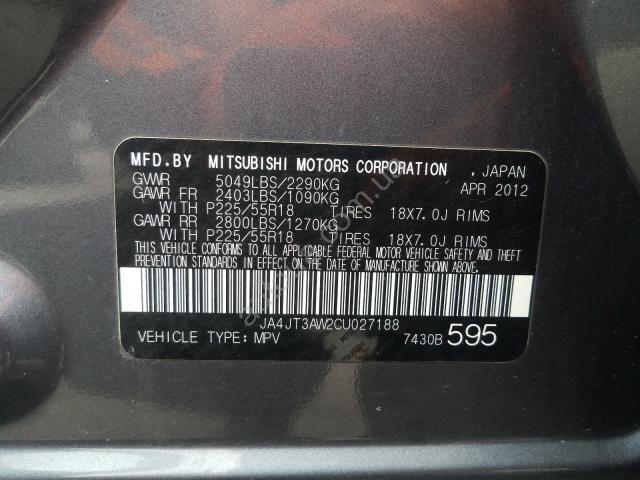 MFD.BY MITSUBISHI MOTORS CORPORATION , JAPAN
GVWR 5049LBS/2290KG APR 2012
GAWR FR 2403LBS/1090KG
WITH P225/55R18 TIRES 18X7.0J RIMS
GAWR RR 2800LBS/1270KG
WITH P225/55R18 TIRES 18X7.0J RIMS
THIS VEHICLE CONFORMS TO ALL APPLICABLE FEDERAL MOTOR VEHICLE SAFETY AND THEFT
PREVENTION STANDARDS IN EFFECT ON THE DATE OF MANUFACTURE SHOWN ABOVE.
JA4JT3AW2CU027188
VEHICLE TYPE: MPV 7430B 595